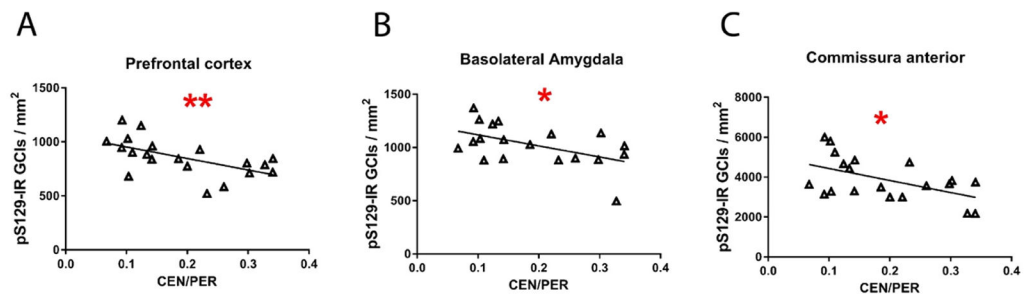 A
Prefrontal cortex
**
pS129-IR GCIs / mm²
1500
1000
500
0
0.0 0.1 0.2 0.3 0.4
CEN/PER
B
Basolateral Amygdala
*
pS129-IR GCIs / mm²
1500
1000
500
0
0.0 0.1 0.2 0.3 0.4
CEN/PER
C
Commissura anterior
*
pS129-IR GCIs / mm²
8000
6000
4000
2000
0
0.0 0.1 0.2 0.3 0.4
CEN/PER